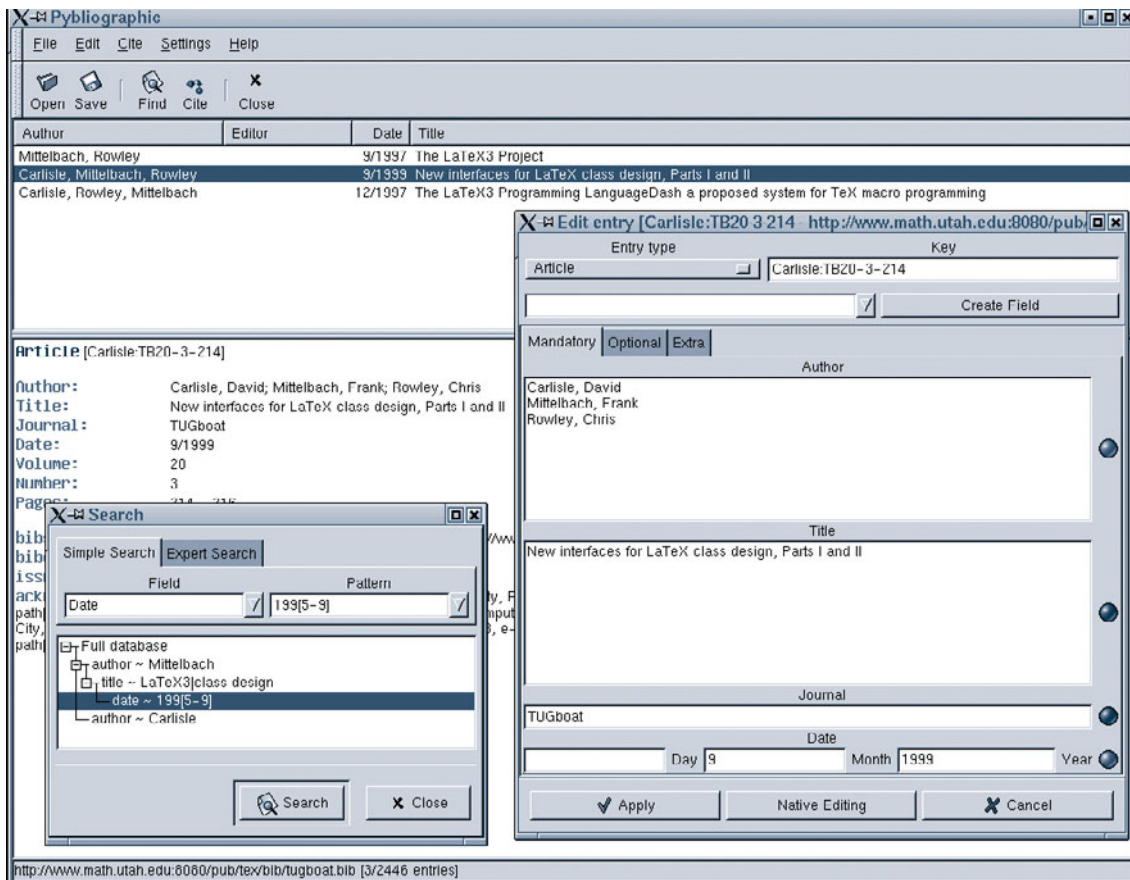 Pybliographic
File Edit Cite Settings Help
Open Save Find Cite Close
Author Editor Date Title
Mittelbach, Rowley 9/1997 The LaTeX3 Project
Carlisle, Mittelbach, Rowley 9/1999 New interfaces for LaTeX class design, Parts I and II
Carlisle, Rowley, Mittelbach 12/1997 The LaTeX3 Programming LanguageDash a proposed system for TeX macro programming
Article [Carlisle:TB20-3-214]
Author: Carlisle, David; Mittelbach, Frank; Rowley, Chris
Title: New interfaces for LaTeX class design, Parts I and II
Journal: TUGboat
Date: 9/1999
Volume: 20
Number: 3
Pages:
Search
Simple Search Expert Search
Field Pattern
Date 199[5-9]
Full database
author ~ Mittelbach
title ~ LaTeX3|class design
date ~ 199[5-9]
author ~ Carlisle
Search Close
Edit entry [Carlisle:TB20 3 214 - http://www.math.utah.edu:8080/pub/
Entry type Key
Article Carlisle:TB20-3-214
Create Field
Mandatory Optional Extra
Author
Carlisle, David
Mittelbach, Frank
Rowley, Chris
Title
New interfaces for LaTeX class design, Parts I and II
Journal
TUGboat
Date
Day 9 Month 1999 Year
Apply Native Editing Cancel
http://www.math.utah.edu:8080/pub/tex/bib/tugboat.bib [3/2446 entries]